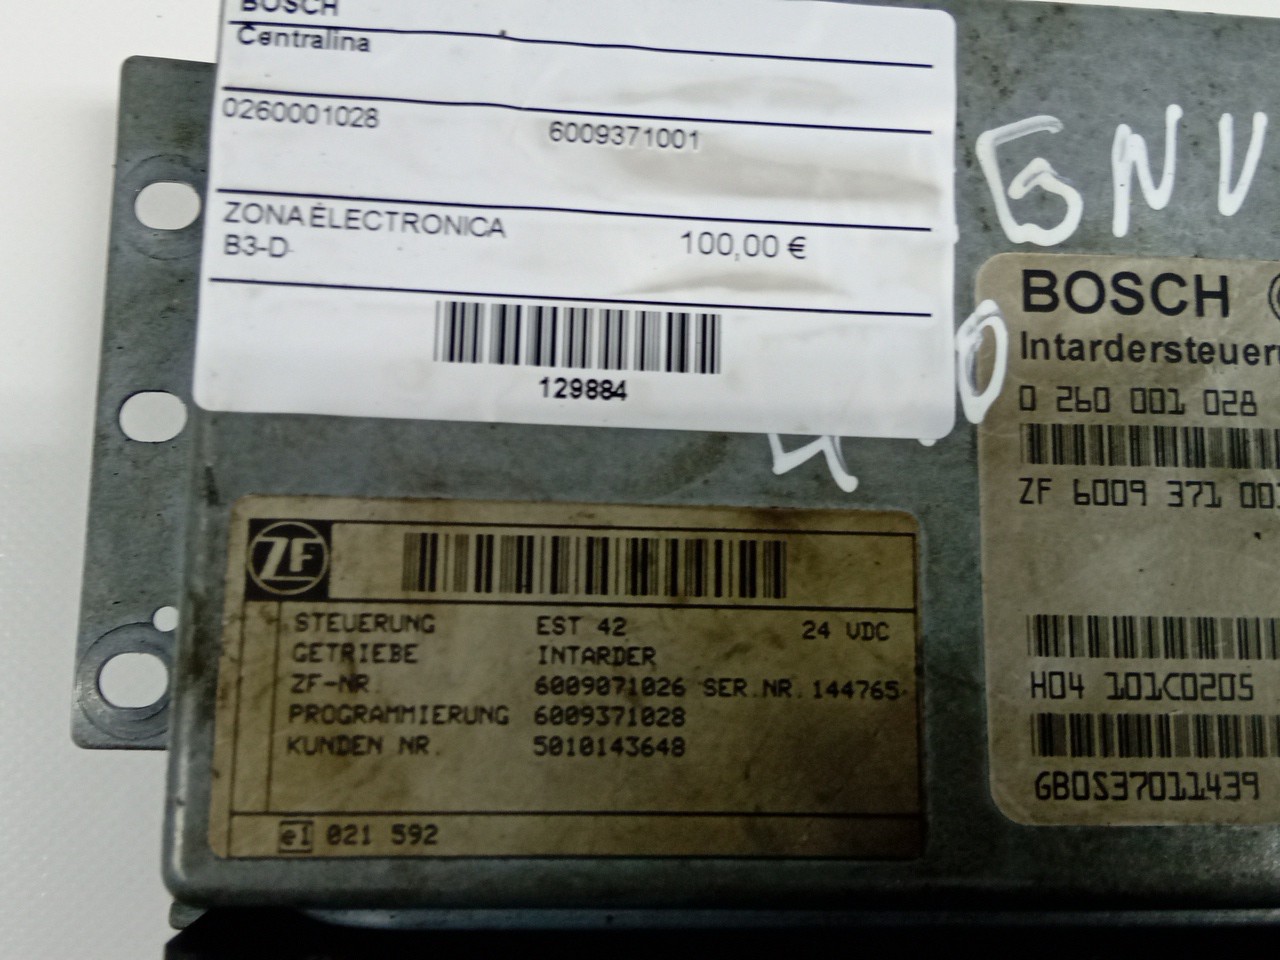 BOSCH
Centralina
0260001028 6009371001
ZONA ELECTRONICA 100,00 €
B3-D
129884
GNV
BOSCH
Intardersteuer
0 260 001 028
ZF 6009 371 001
H04 101C0205
GB0S37011439
ZF
STEUERUNG EST 42 24 VDC
GETRIEBE INTARDER
ZF-NR. 6009071026 SER.NR. 144765
PROGRAMMIERUNG 6009371028
KUNDEN NR. 5010143648
e1 021 592